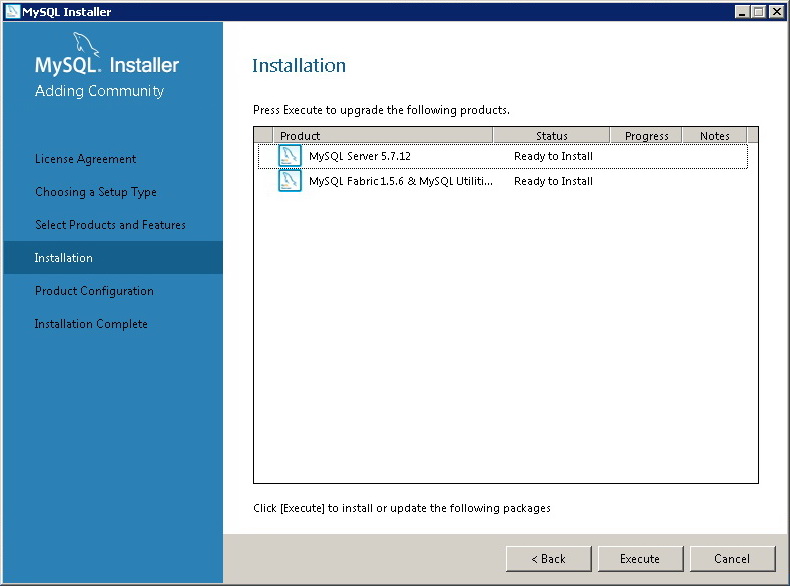 MySQL Installer
MySQL. Installer
Adding Community
License Agreement
Choosing a Setup Type
Select Products and Features
Installation
Product Configuration
Installation Complete
Installation
Press Execute to upgrade the following products.
Product Status Progress Notes
MySQL Server 5.7.12 Ready to Install
MySQL Fabric 1.5.6 & MySQL Utiliti... Ready to Install
Click [Execute] to install or update the following packages
< Back Execute Cancel